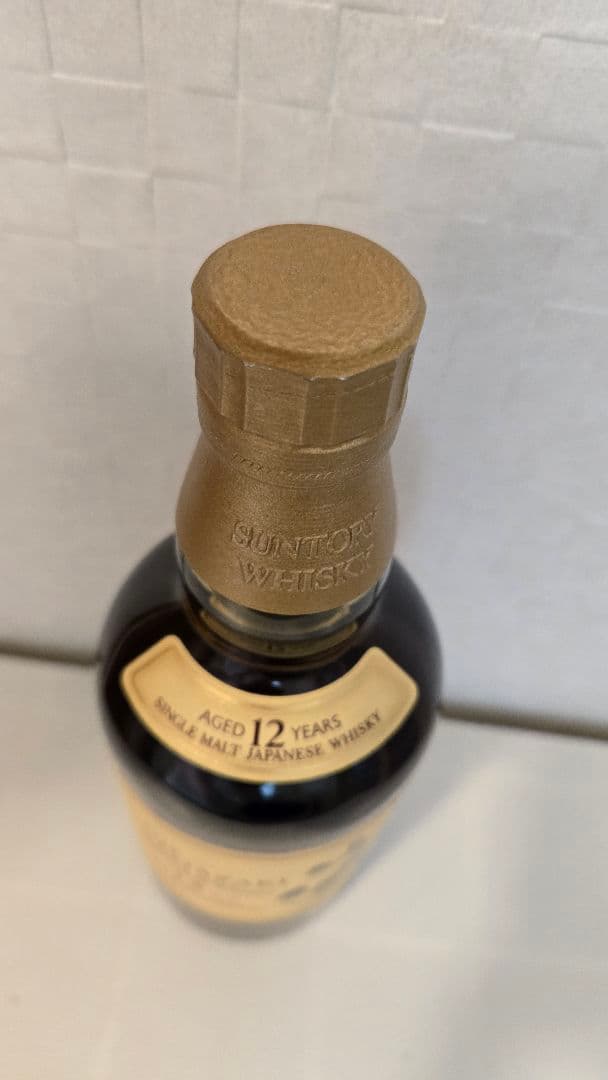 SUNTORY
WHISKY
AGED 12 YEARS
SINGLE MALT JAPANESE WHISKY